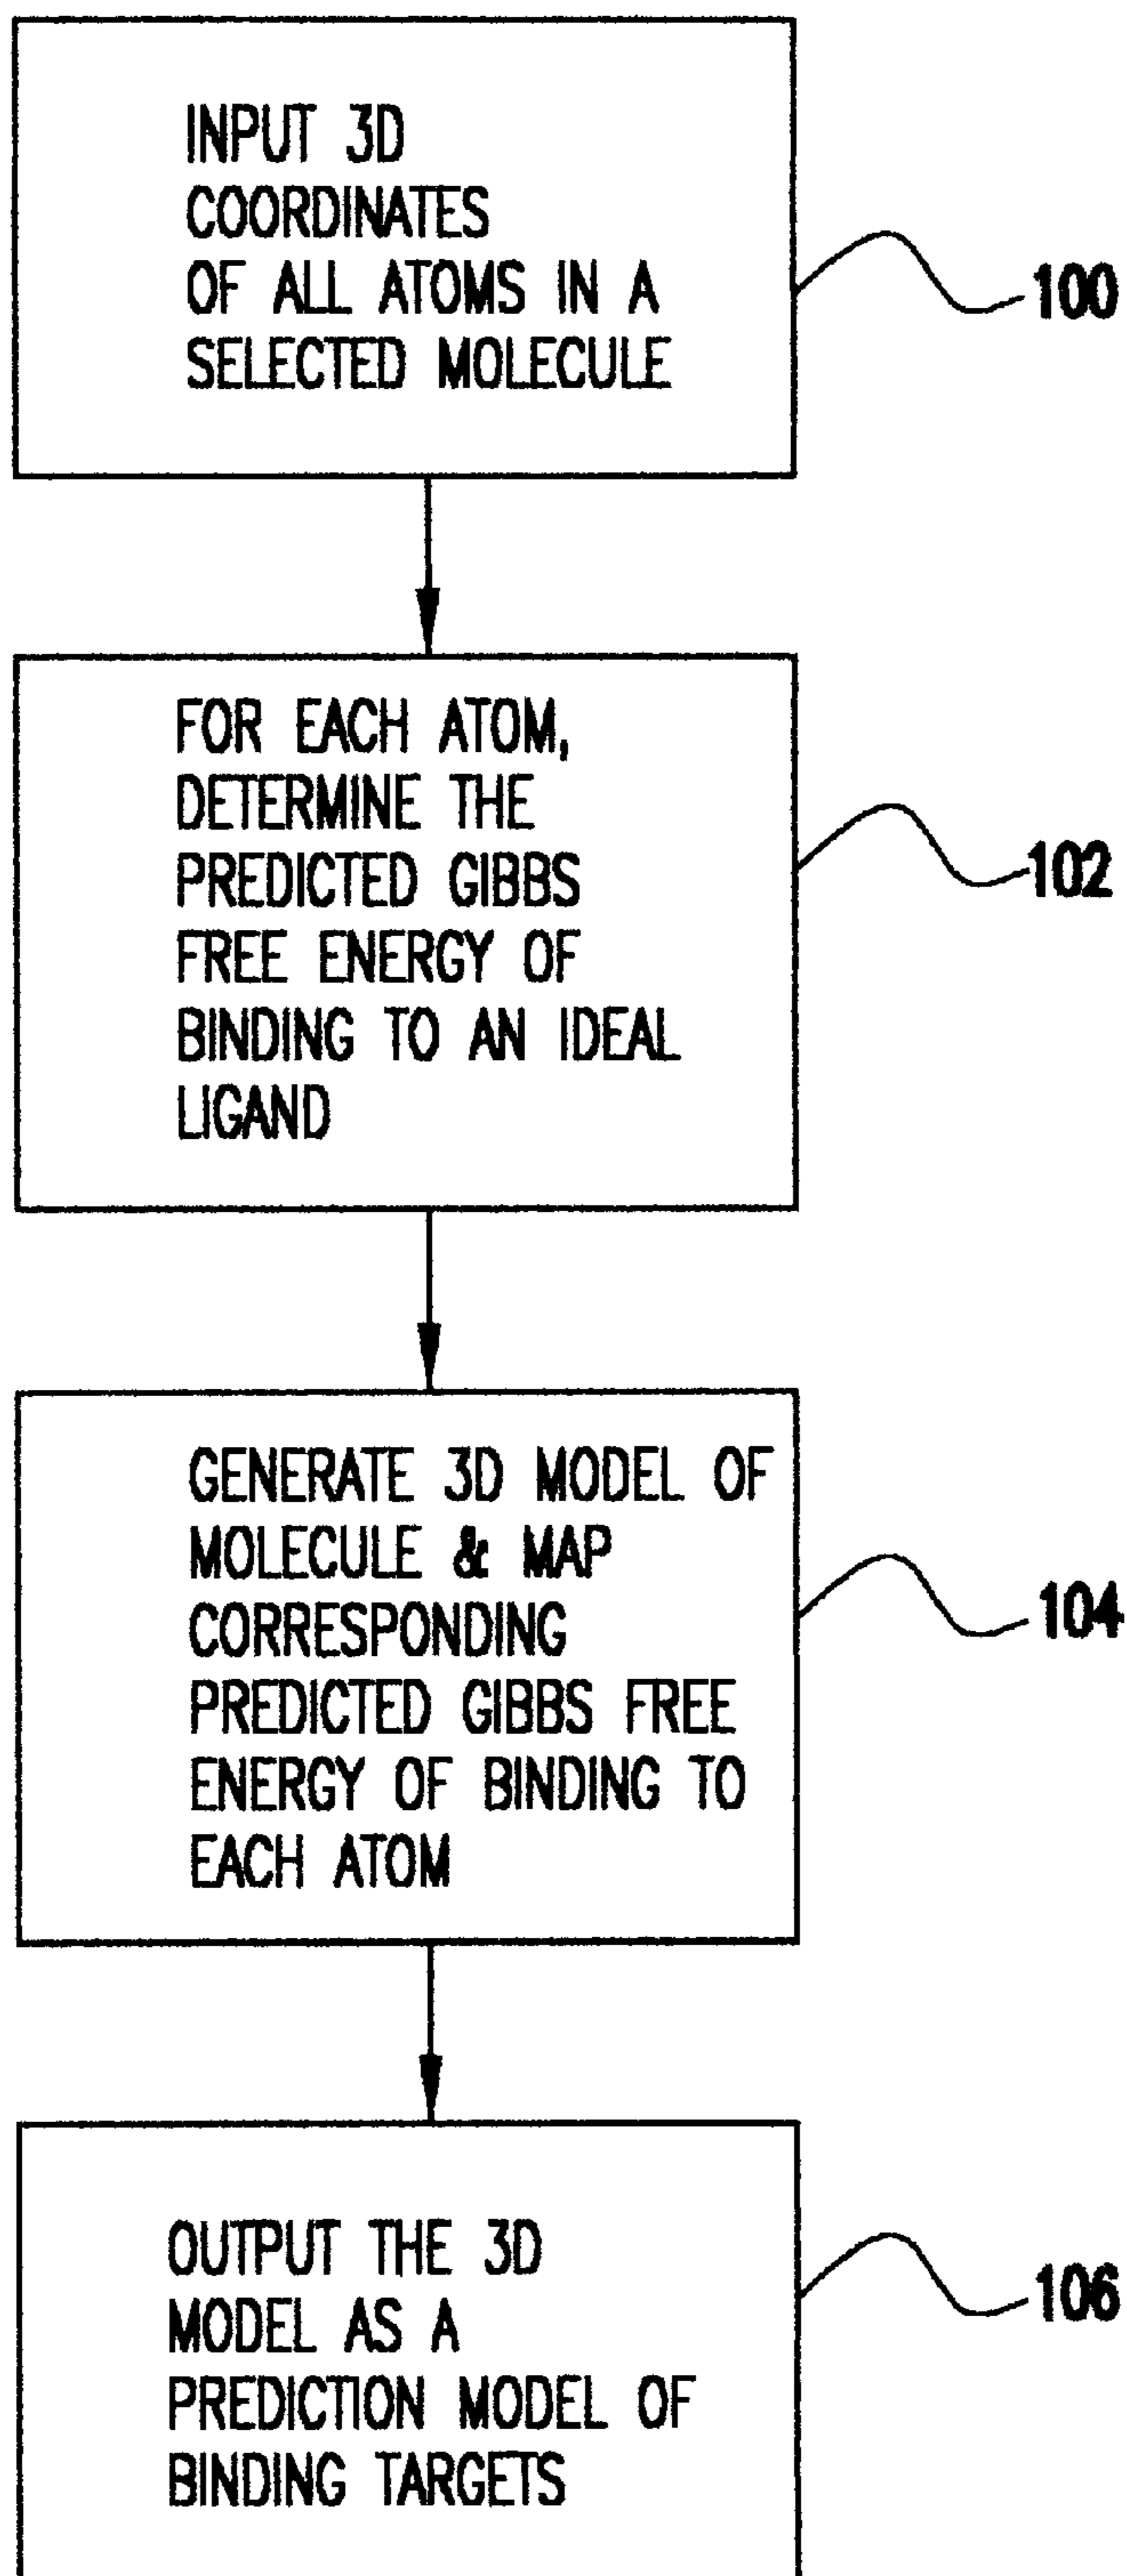 INPUT 3D
COORDINATES
OF ALL ATOMS IN A
SELECTED MOLECULE
100
FOR EACH ATOM,
DETERMINE THE
PREDICTED GIBBS
FREE ENERGY OF
BINDING TO AN IDEAL
LIGAND
102
GENERATE 3D MODEL OF
MOLECULE & MAP
CORRESPONDING
PREDICTED GIBBS FREE
ENERGY OF BINDING TO
EACH ATOM
104
OUTPUT THE 3D
MODEL AS A
PREDICTION MODEL OF
BINDING TARGETS
106